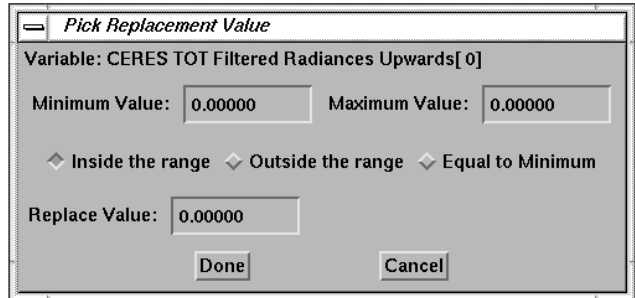 Pick Replacement Value
Variable: CERES TOT Filtered Radiances Upwards[ 0]
Minimum Value: 0.00000 Maximum Value: 0.00000
Inside the range Outside the range Equal to Minimum
Replace Value: 0.00000
Done Cancel